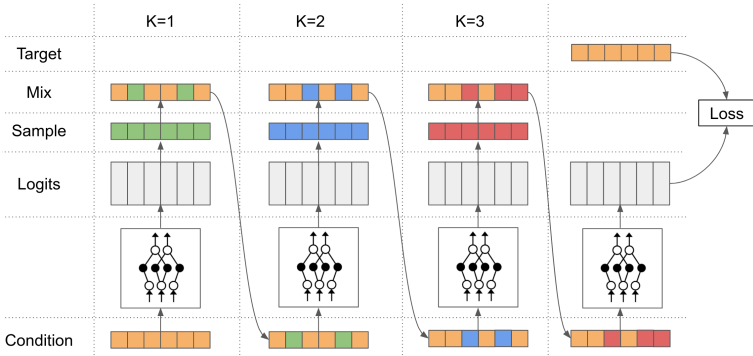 K=1 K=2 K=3
Target
Mix
Loss
Sample
Logits
Condition